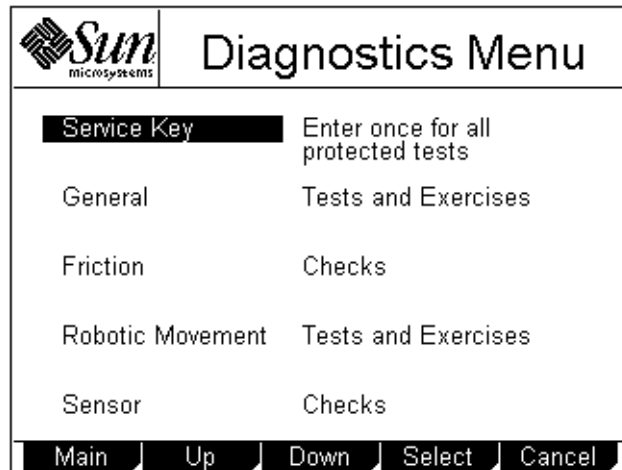 Sun
microsystems
Diagnostics Menu
Service Key Enter once for all
protected tests
General Tests and Exercises
Friction Checks
Robotic Movement Tests and Exercises
Sensor Checks
Main Up Down Select Cancel